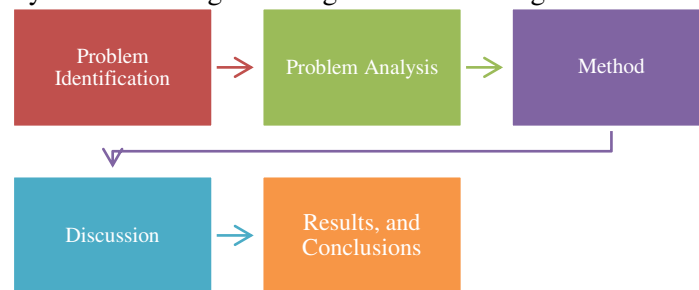 Problem
Identification
Problem Analysis
Method
Discussion
Results, and
Conclusions